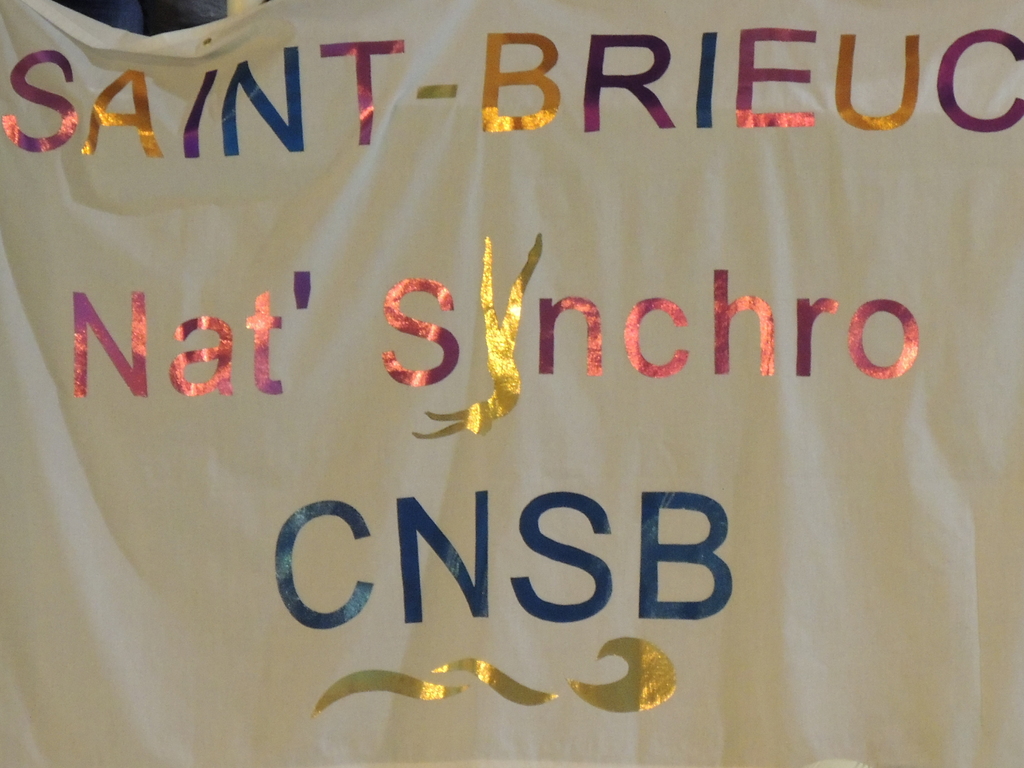 SAINT-BRIEUC
Nat' Synchro
CNSB